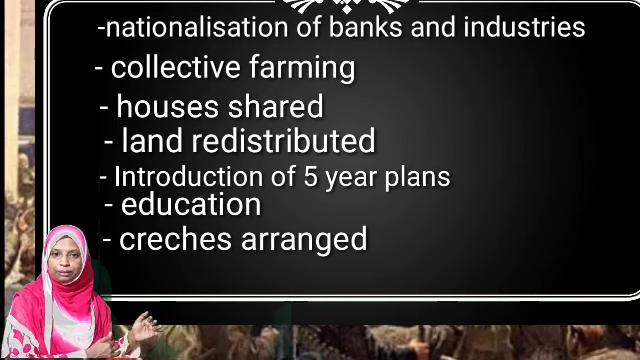 -nationalisation of banks and industries
- collective farming
- houses shared
- land redistributed
- Introduction of 5 year plans
- education
- creches arranged